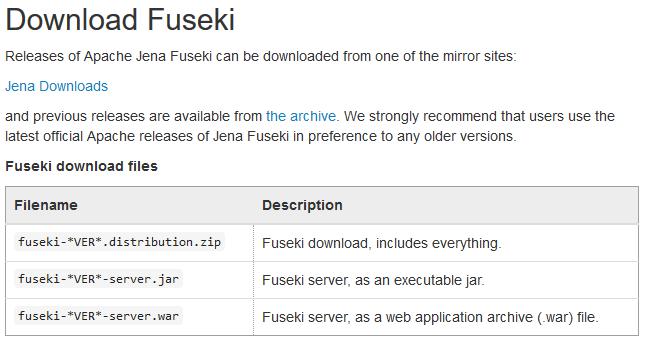 Download Fuseki
Releases of Apache Jena Fuseki can be downloaded from one of the mirror sites:
Jena Downloads
and previous releases are available from the archive. We strongly recommend that users use the
latest official Apache releases of Jena Fuseki in preference to any older versions.
Fuseki download files
Filename Description
fuseki-*VER*.distribution.zip Fuseki download, includes everything.
fuseki-*VER*-server.jar Fuseki server, as an executable jar.
fuseki-*VER*-server.war Fuseki server, as a web application archive (.war) file.